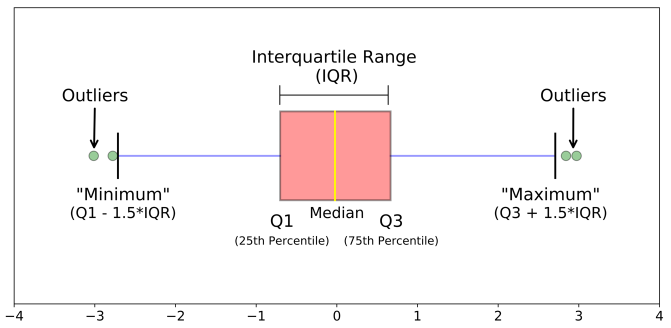 Interquartile Range
(IQR)
Outliers
Outliers
"Minimum"
(Q1 - 1.5*IQR)
"Maximum"
(Q3 + 1.5*IQR)
Median
Q1
Q3
(25th Percentile)
(75th Percentile)
−4
−3
−2
−1
0
1
2
3
4